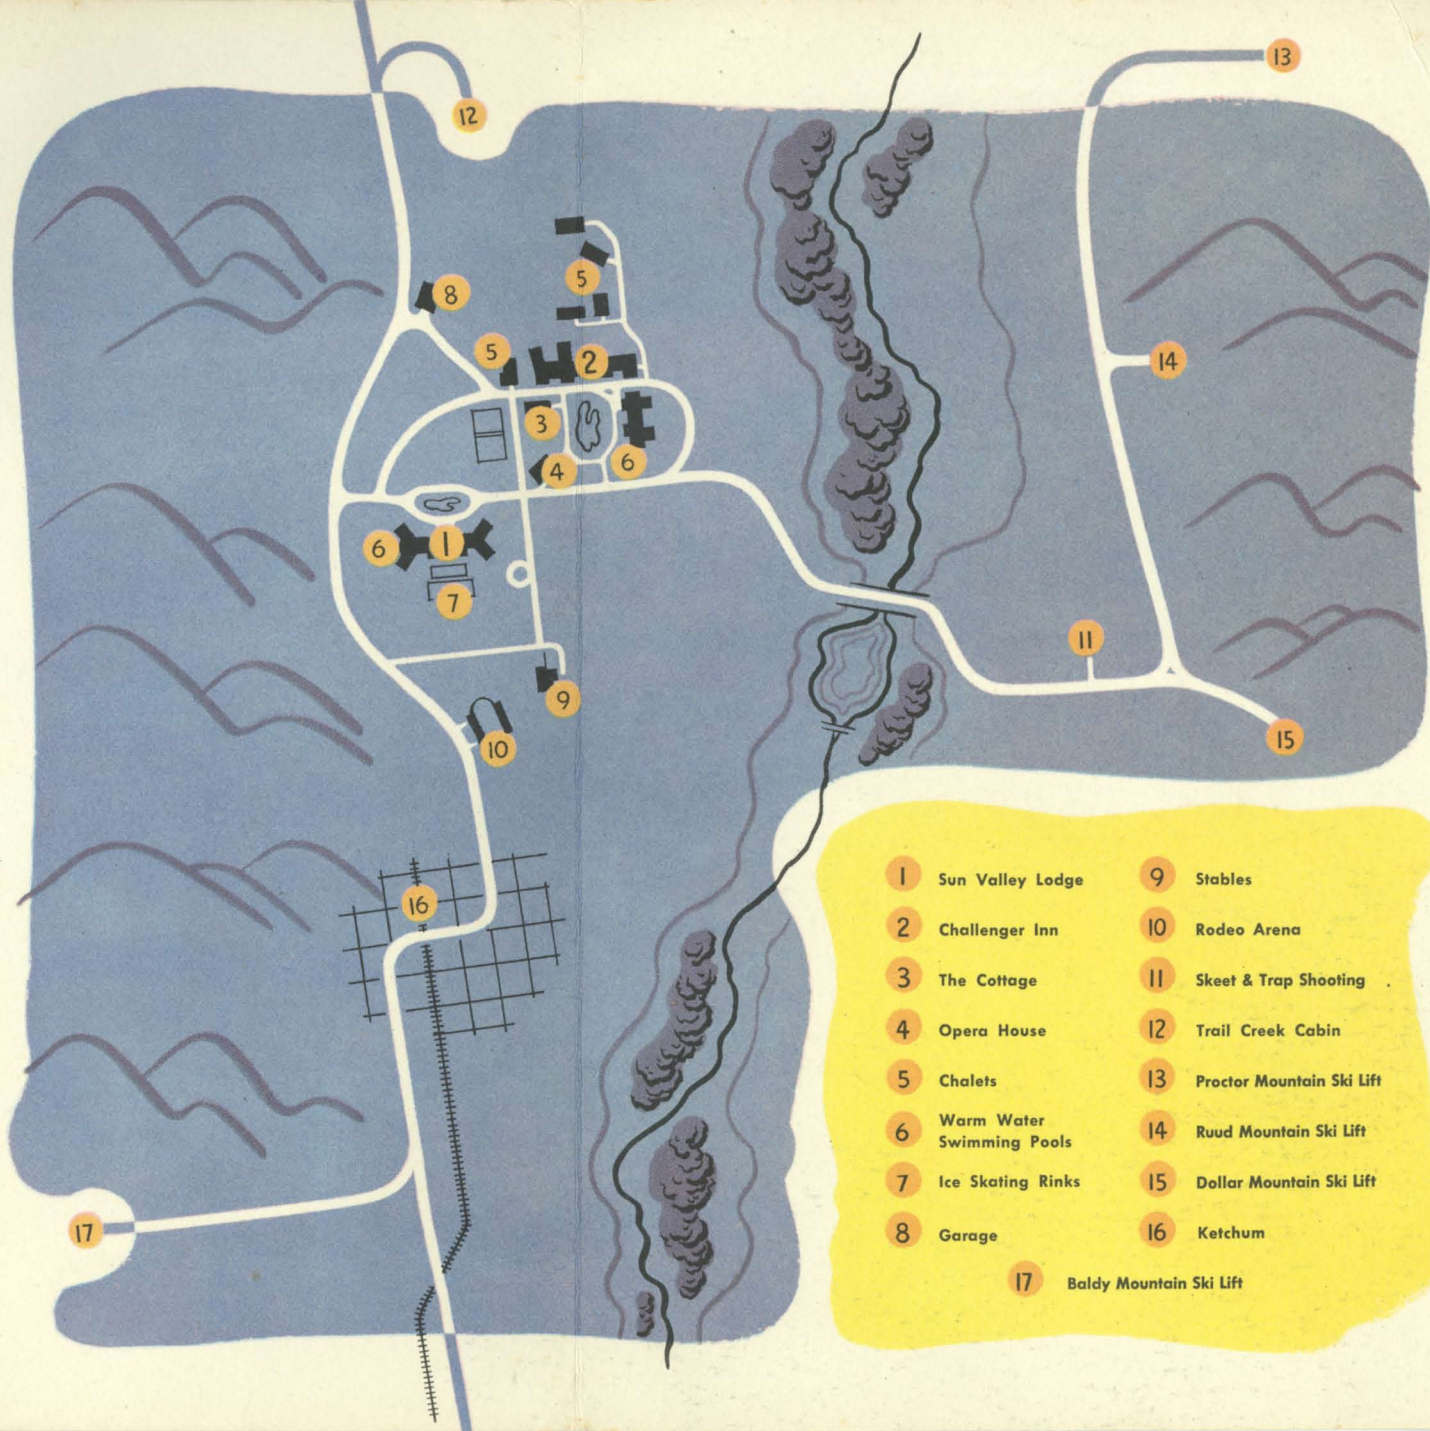 13
12
8
5
5
2
14
3
4
6
6
1
7
11
9
15
10
16
17
1 Sun Valley Lodge
2 Challenger Inn
3 The Cottage
4 Opera House
5 Chalets
6 Warm Water
Swimming Pools
7 Ice Skating Rinks
8 Garage
9 Stables
10 Rodeo Arena
11 Skeet & Trap Shooting
12 Trail Creek Cabin
13 Proctor Mountain Ski Lift
14 Ruud Mountain Ski Lift
15 Dollar Mountain Ski Lift
16 Ketchum
17 Baldy Mountain Ski Lift